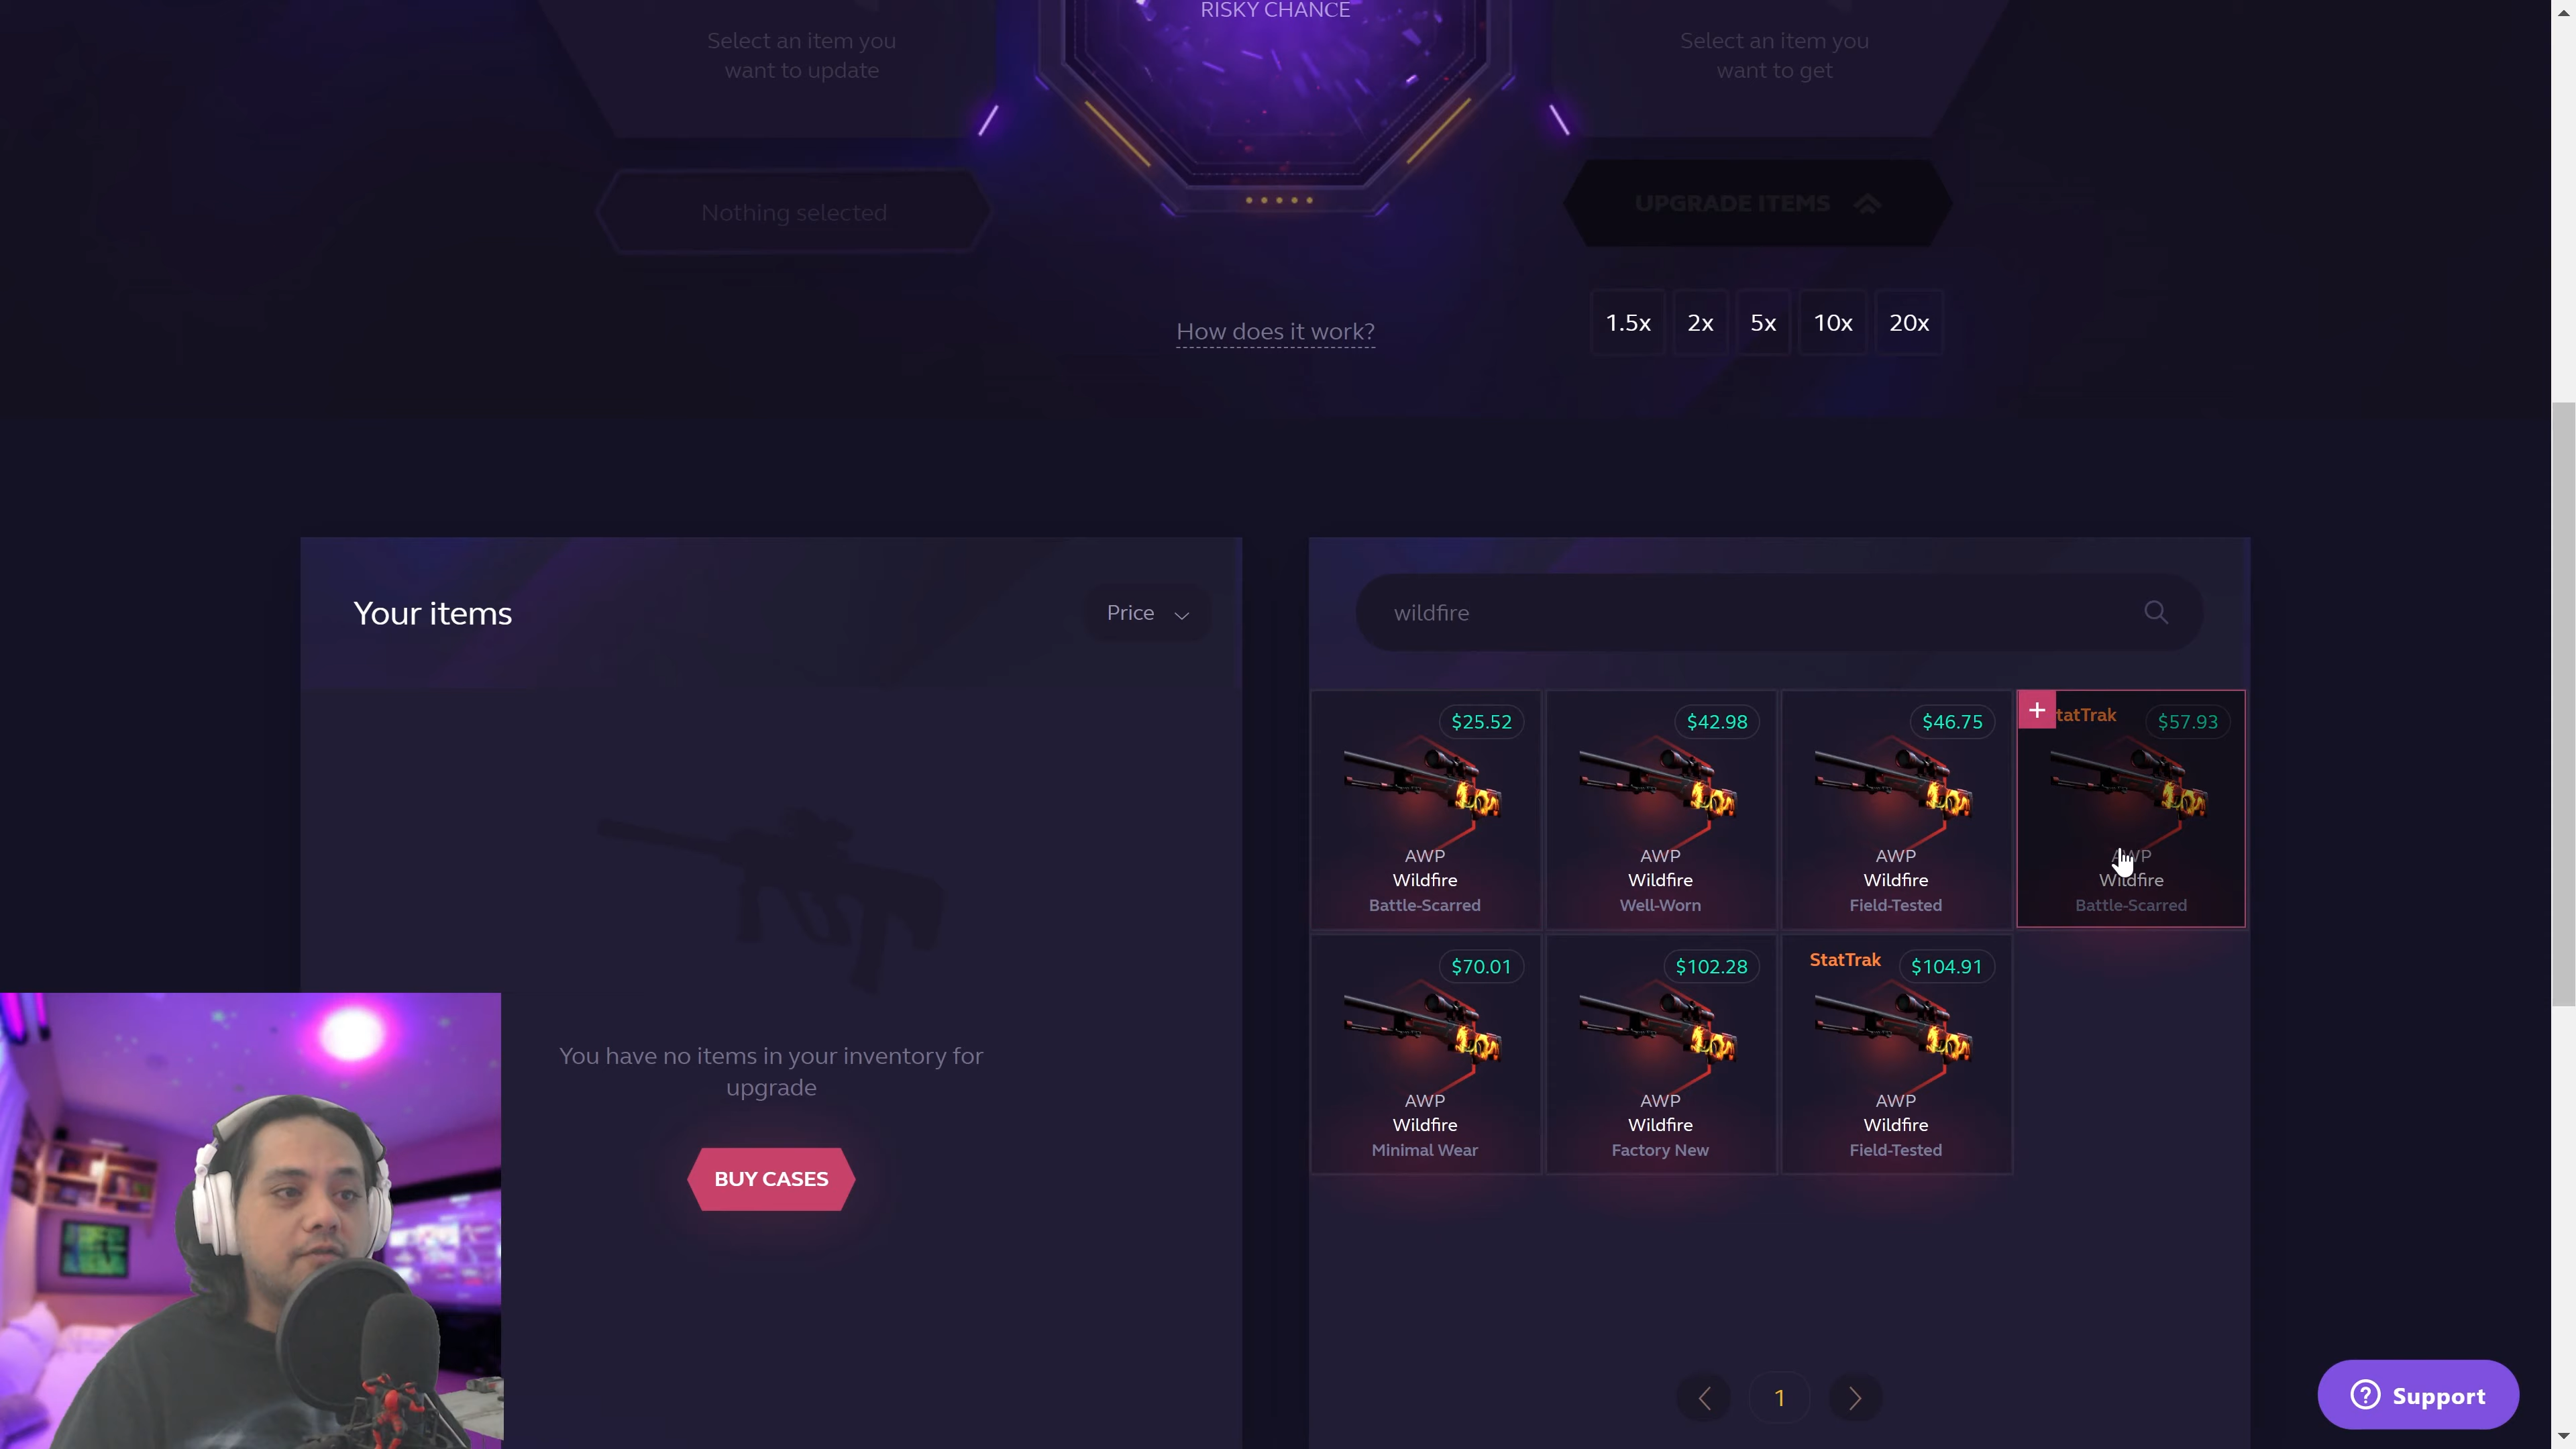 RISKY CHANCE
Select an item you
want to update
Select an item you
want to get
Nothing selected
UPGRADE ITEMS
How does it work?
1.5x 2x 5x 10x 20x
Your items
Price
wildfire
$25.52
AWP
Wildfire
Battle-Scarred
$42.98
AWP
Wildfire
Well-Worn
$46.75
AWP
Wildfire
Field-Tested
+ tatTrak $57.93
AWP
Wildfire
Battle-Scarred
$70.01
AWP
Wildfire
Minimal Wear
$102.28
AWP
Wildfire
Factory New
StatTrak $104.91
AWP
Wildfire
Field-Tested
You have no items in your inventory for
upgrade
BUY CASES
1
Support